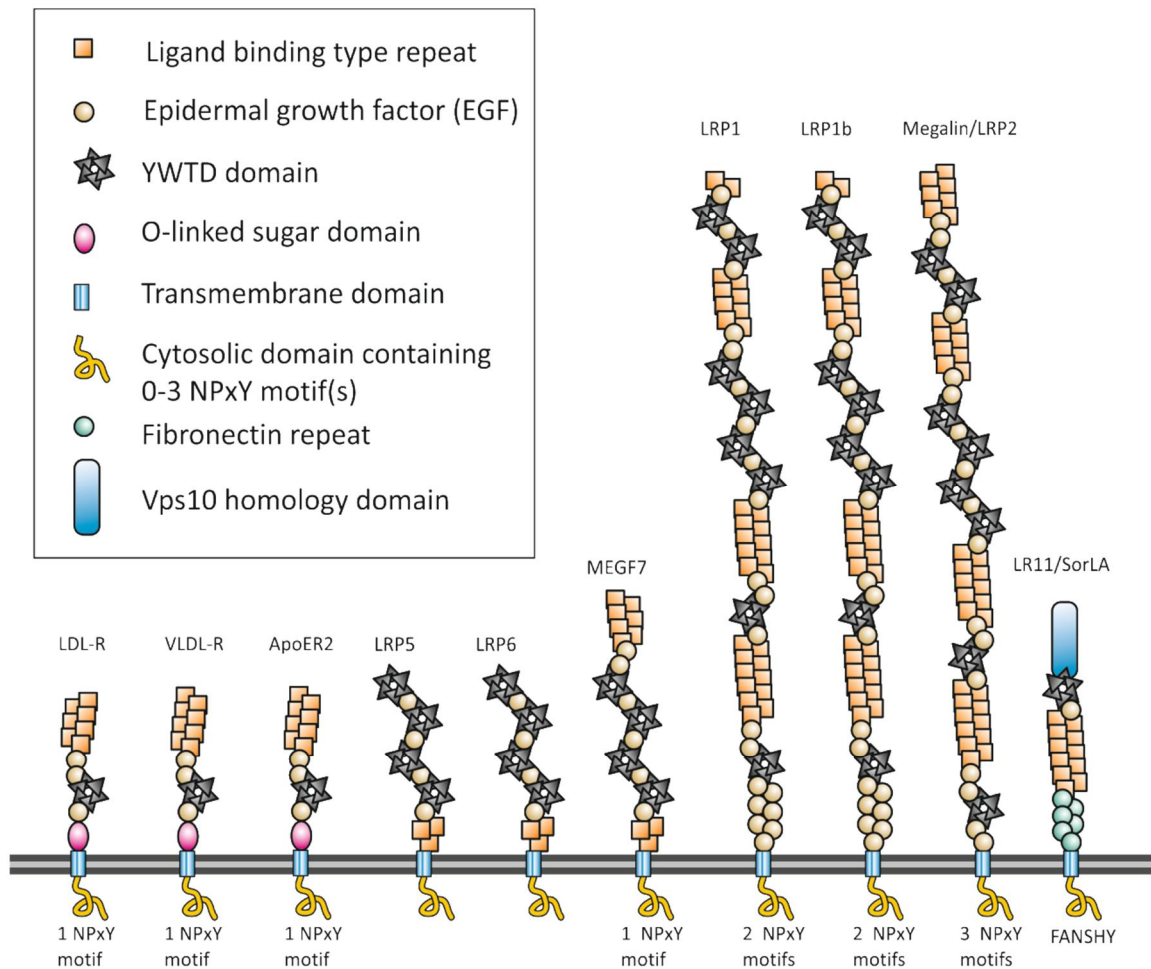 Ligand binding type repeat
Epidermal growth factor (EGF)
YWTD domain
O-linked sugar domain
Transmembrane domain
Cytosolic domain containing
0-3 NPxY motif(s)
Fibronectin repeat
Vps10 homology domain
LRP1
LRP1b
Megalin/LRP2
MEGF7
LR11/SorLA
LDL-R
VLDL-R
ApoER2
LRP5
LRP6
1 NPxY
motif
1 NPxY
motif
1 NPxY
motif
1 NPxY
motif
2 NPxY
motifs
2 NPxY
motifs
3 NPxY
motifs
FANSHY